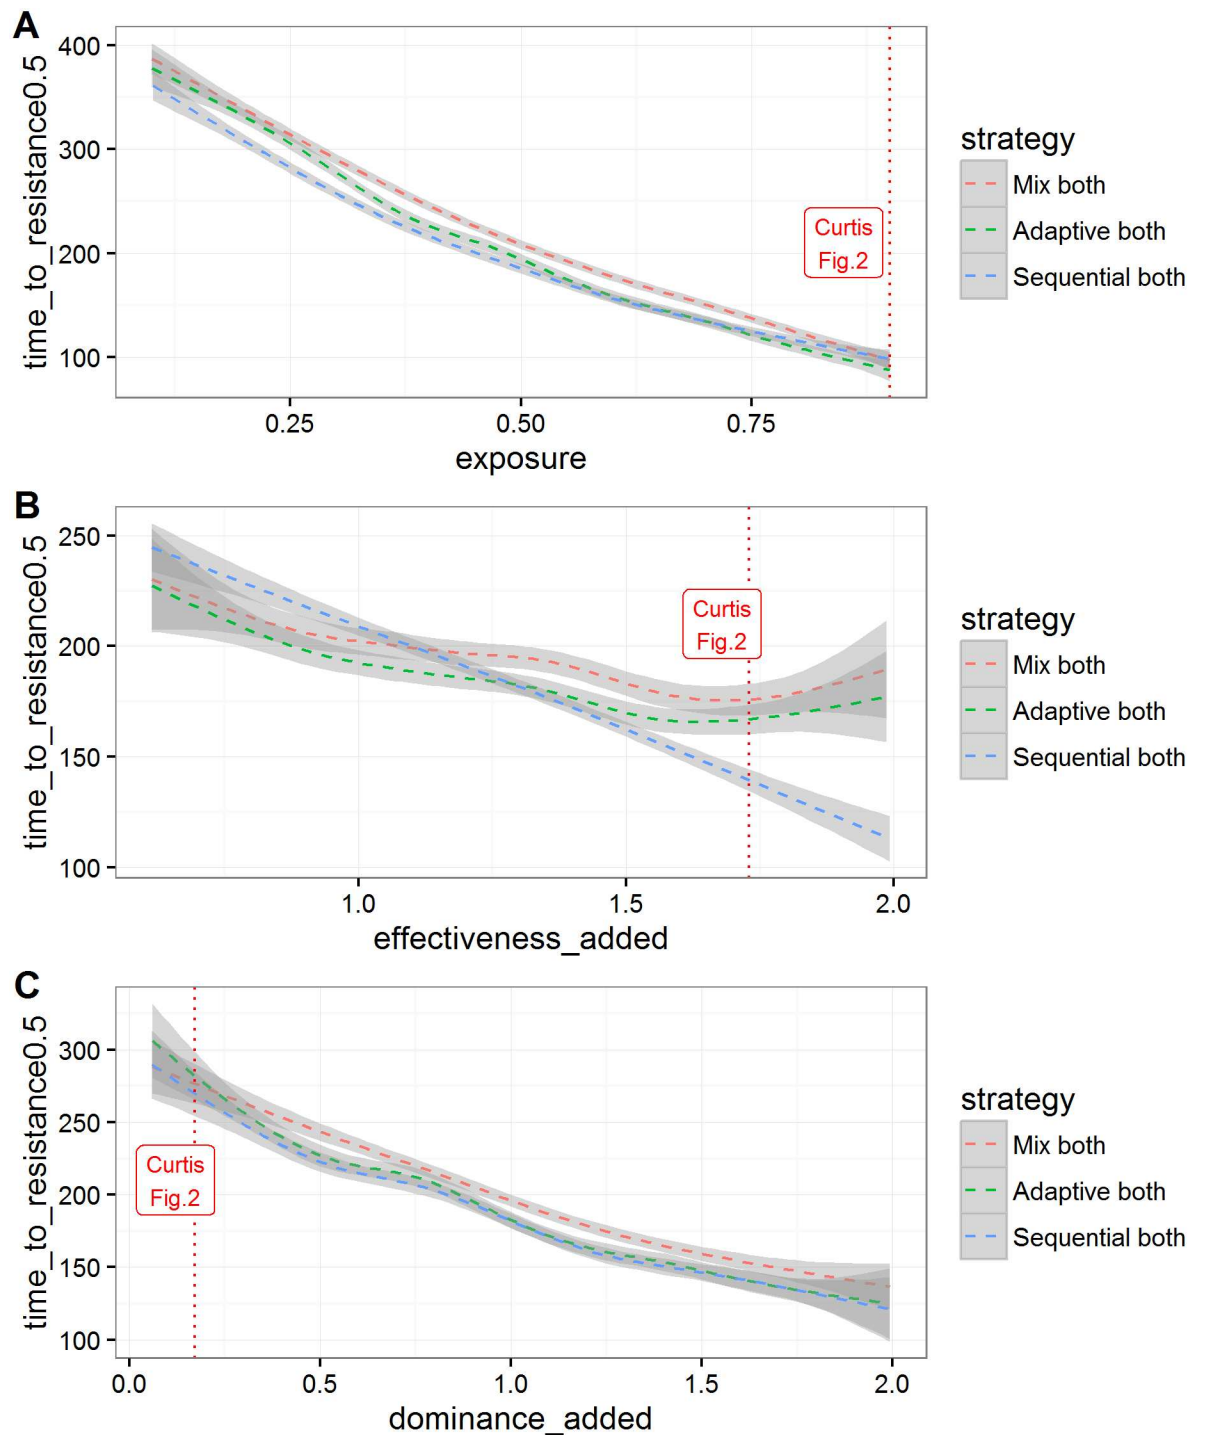 A
time_to_resistance0.5
400
300
200
100
Curtis
Fig.2
0.25
0.50
0.75
exposure
strategy
Mix both
Adaptive both
Sequential both
B
time_to_resistance0.5
250
200
150
100
Curtis
Fig.2
1.0
1.5
2.0
effectiveness_added
strategy
Mix both
Adaptive both
Sequential both
C
time_to_resistance0.5
300
250
200
150
100
Curtis
Fig.2
0.0
0.5
1.0
1.5
2.0
dominance_added
strategy
Mix both
Adaptive both
Sequential both